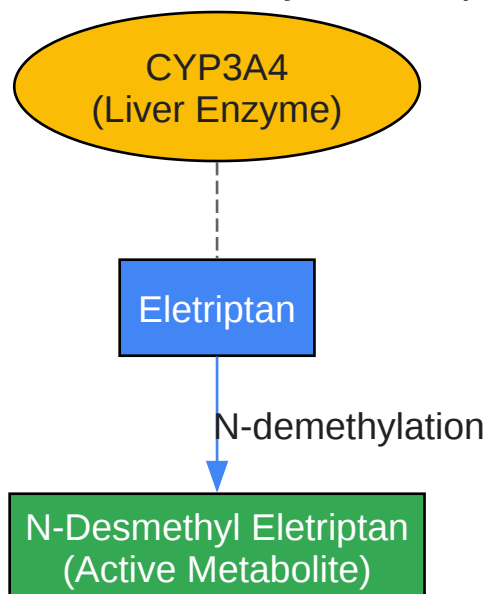 CYP3A4
(Liver Enzyme)
Eletriptan
N-demethylation
N-Desmethyl Eletriptan
(Active Metabolite)